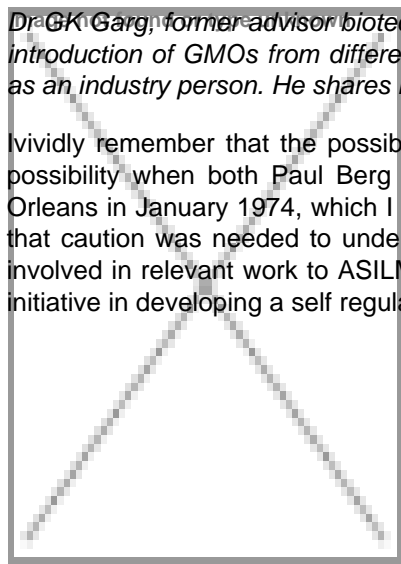 Dr GK Garg, former advisor biote
introduction of GMOs from differe
as an industry person. He shares
Ivividly remember that the possib
possibility when both Paul Berg
Orleans in January 1974, which I
that caution was needed to unde
involved in relevant work to ASILM
initiative in developing a self regula